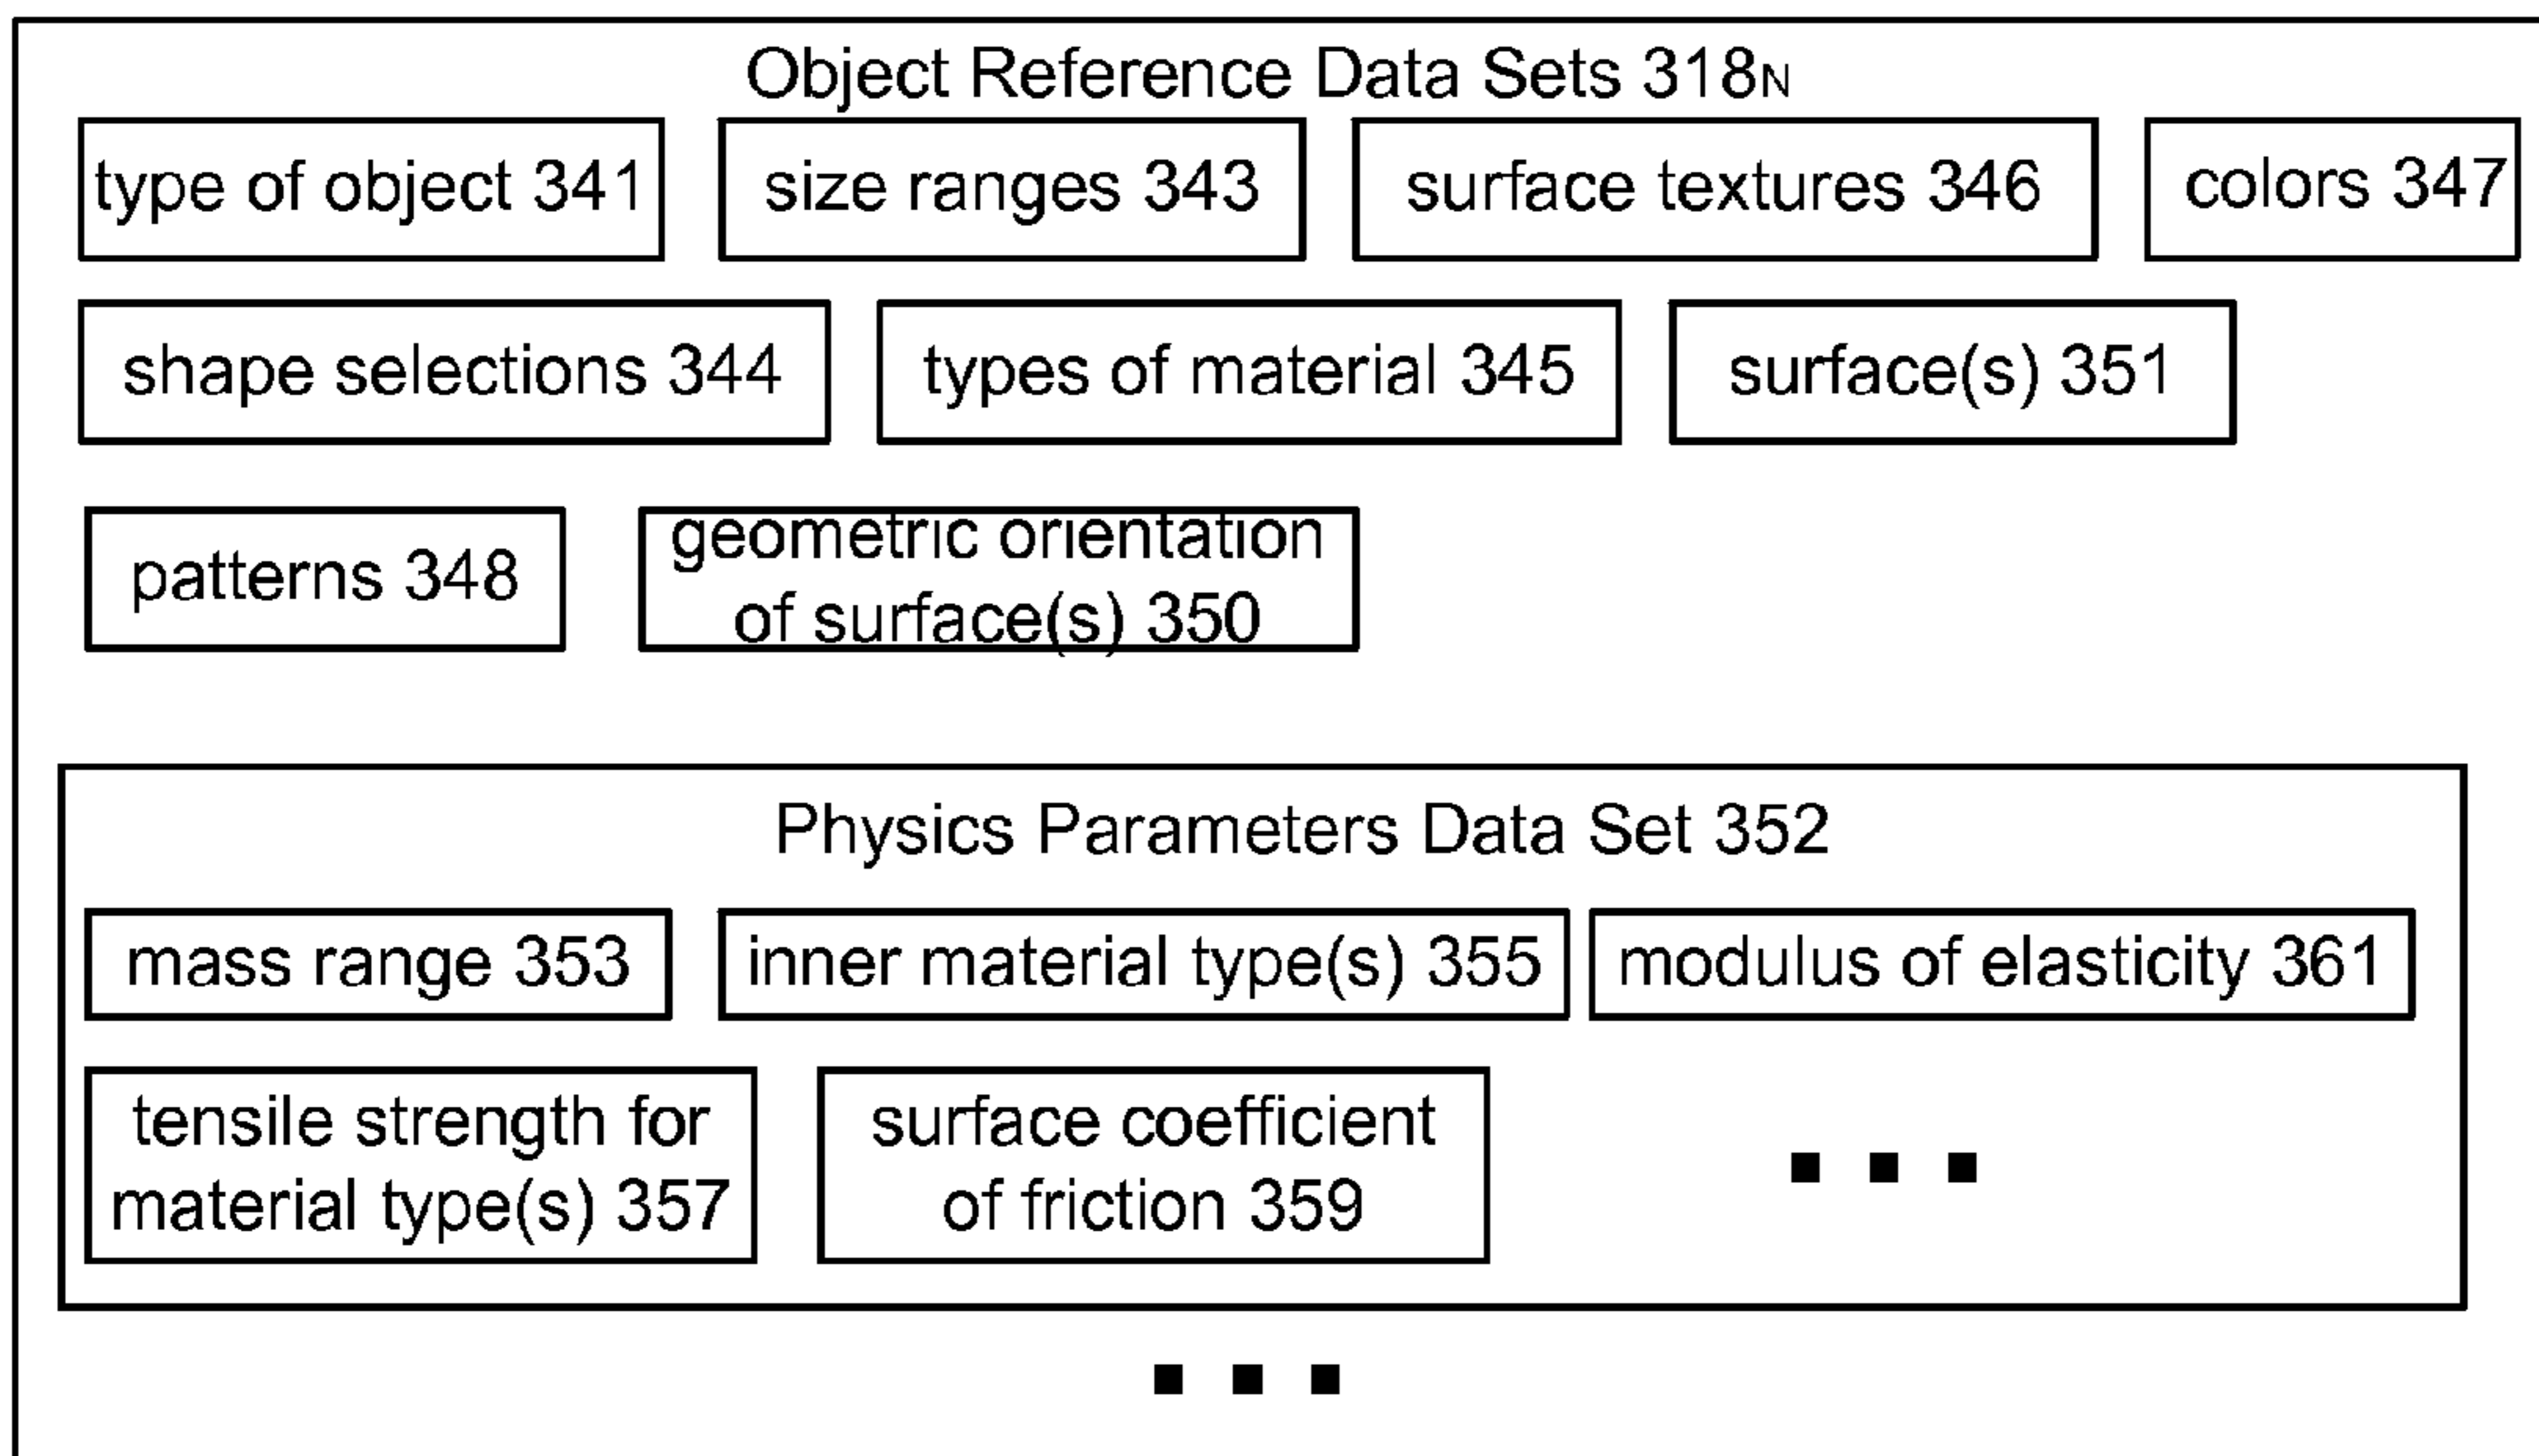 Object Reference Data Sets 318N
type of object 341
size ranges 343
surface textures 346
colors 347
shape selections 344
types of material 345
surface(s) 351
patterns 348
geometric orientation
of surface(s) 350
Physics Parameters Data Set 352
mass range 353
inner material type(s) 355
modulus of elasticity 361
tensile strength for
material type(s) 357
surface coefficient
of friction 359